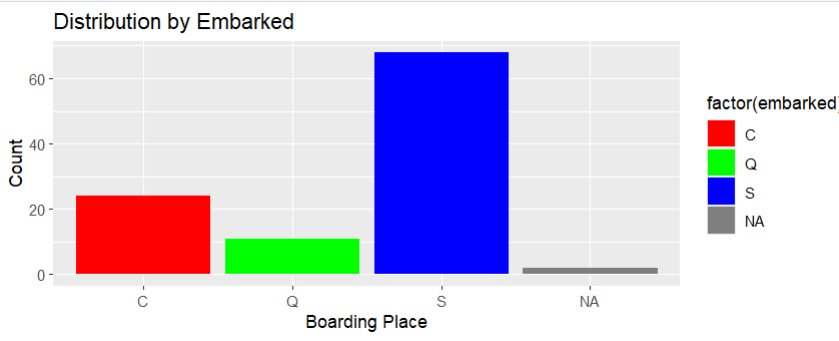 Distribution by Embarked
Count
60
40
20
0
C
Q
S
NA
Boarding Place
factor(embarked)
C
Q
S
NA